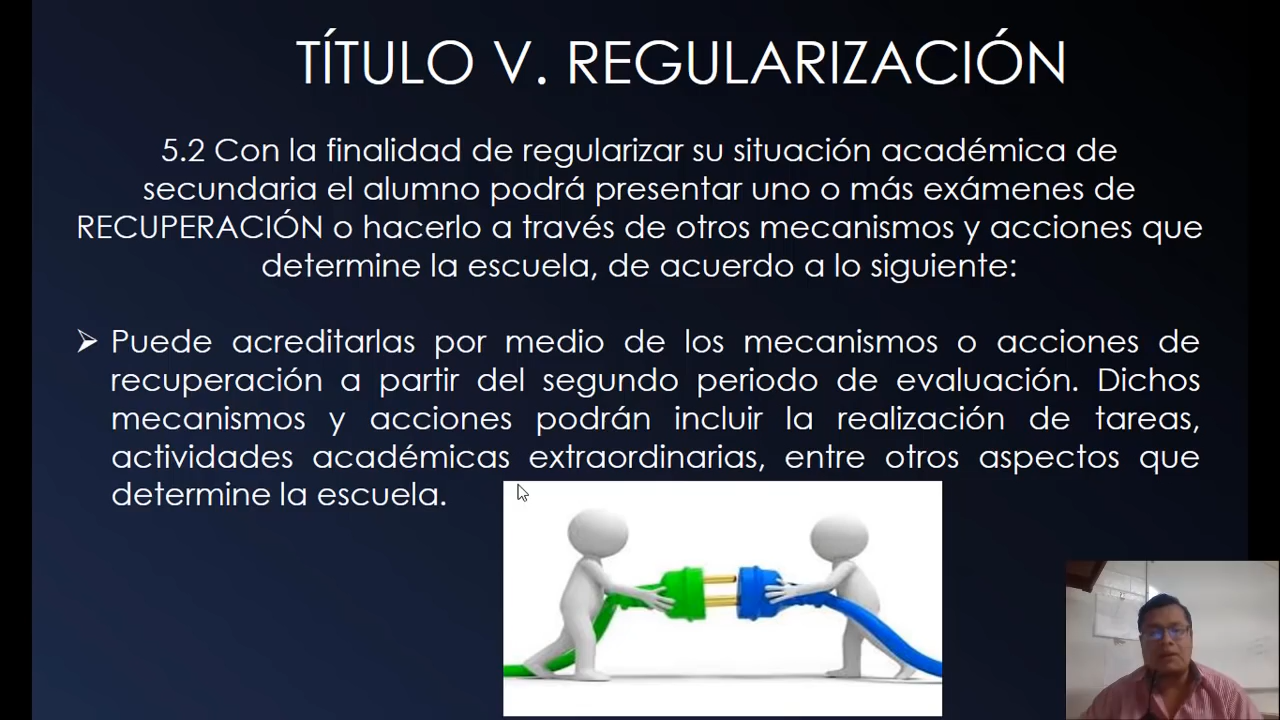 TÍTULO V. REGULARIZACIÓN
5.2 Con la finalidad de regularizar su situación académica de
secundaria el alumno podrá presentar uno o más exámenes de
RECUPERACIÓN o hacerlo a través de otros mecanismos y acciones que
determine la escuela, de acuerdo a lo siguiente:
Puede acreditarlas por medio de los mecanismos o acciones de
recuperación a partir del segundo periodo de evaluación. Dichos
mecanismos y acciones podrán incluir la realización de tareas,
actividades académicas extraordinarias, entre otros aspectos que
determine la escuela.